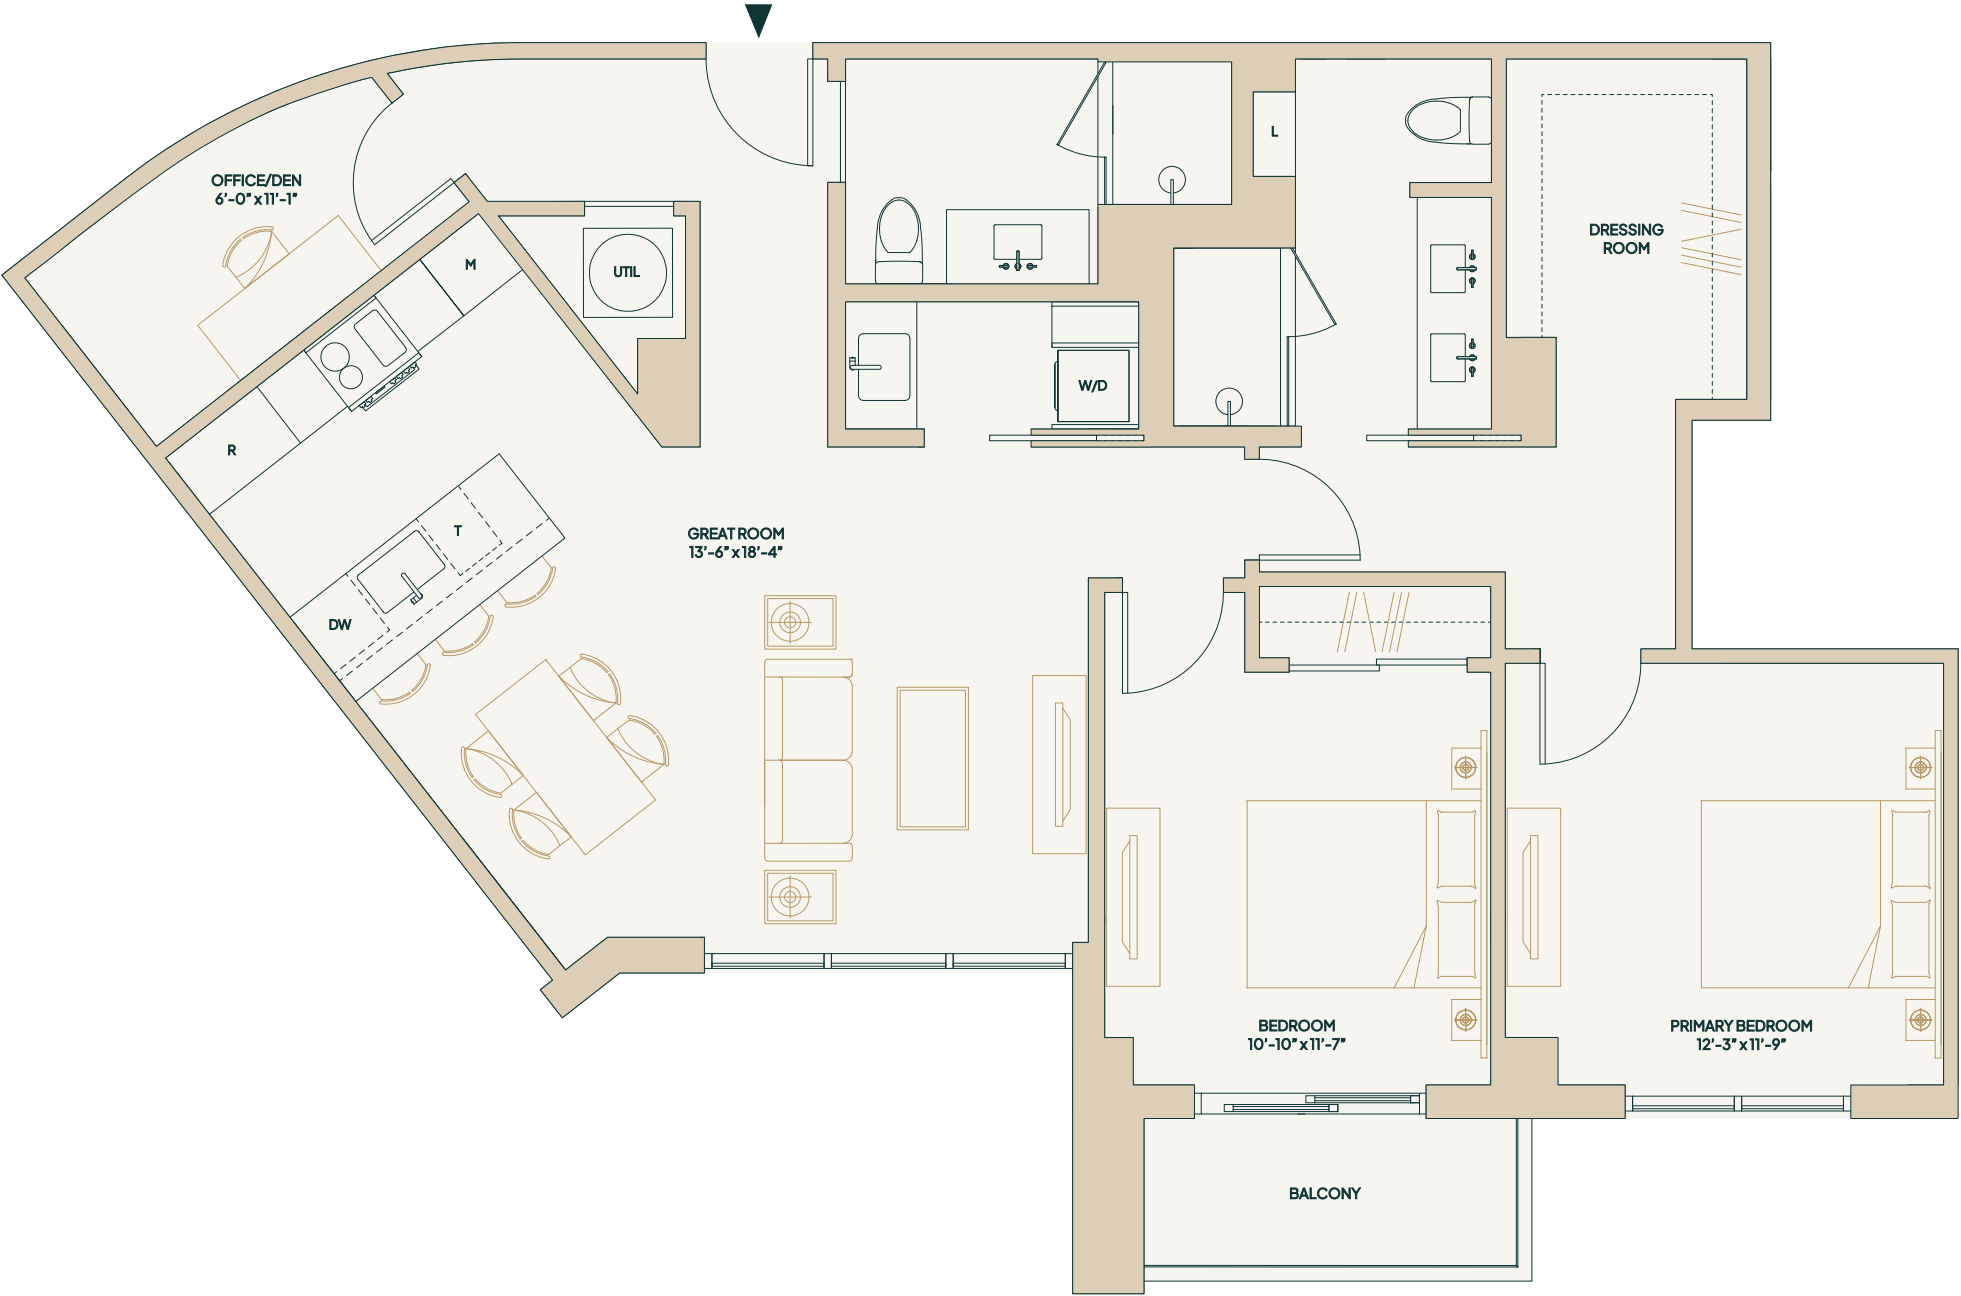 L
OFFICE/DEN
6'-0" x 11'-1"
DRESSING
ROOM
M
UTIL
W/D
R
T
GREAT ROOM
13'-6" x 18'-4"
DW
BEDROOM
10'-10" x 11'-7"
PRIMARY BEDROOM
12'-3" x 11'-9"
BALCONY